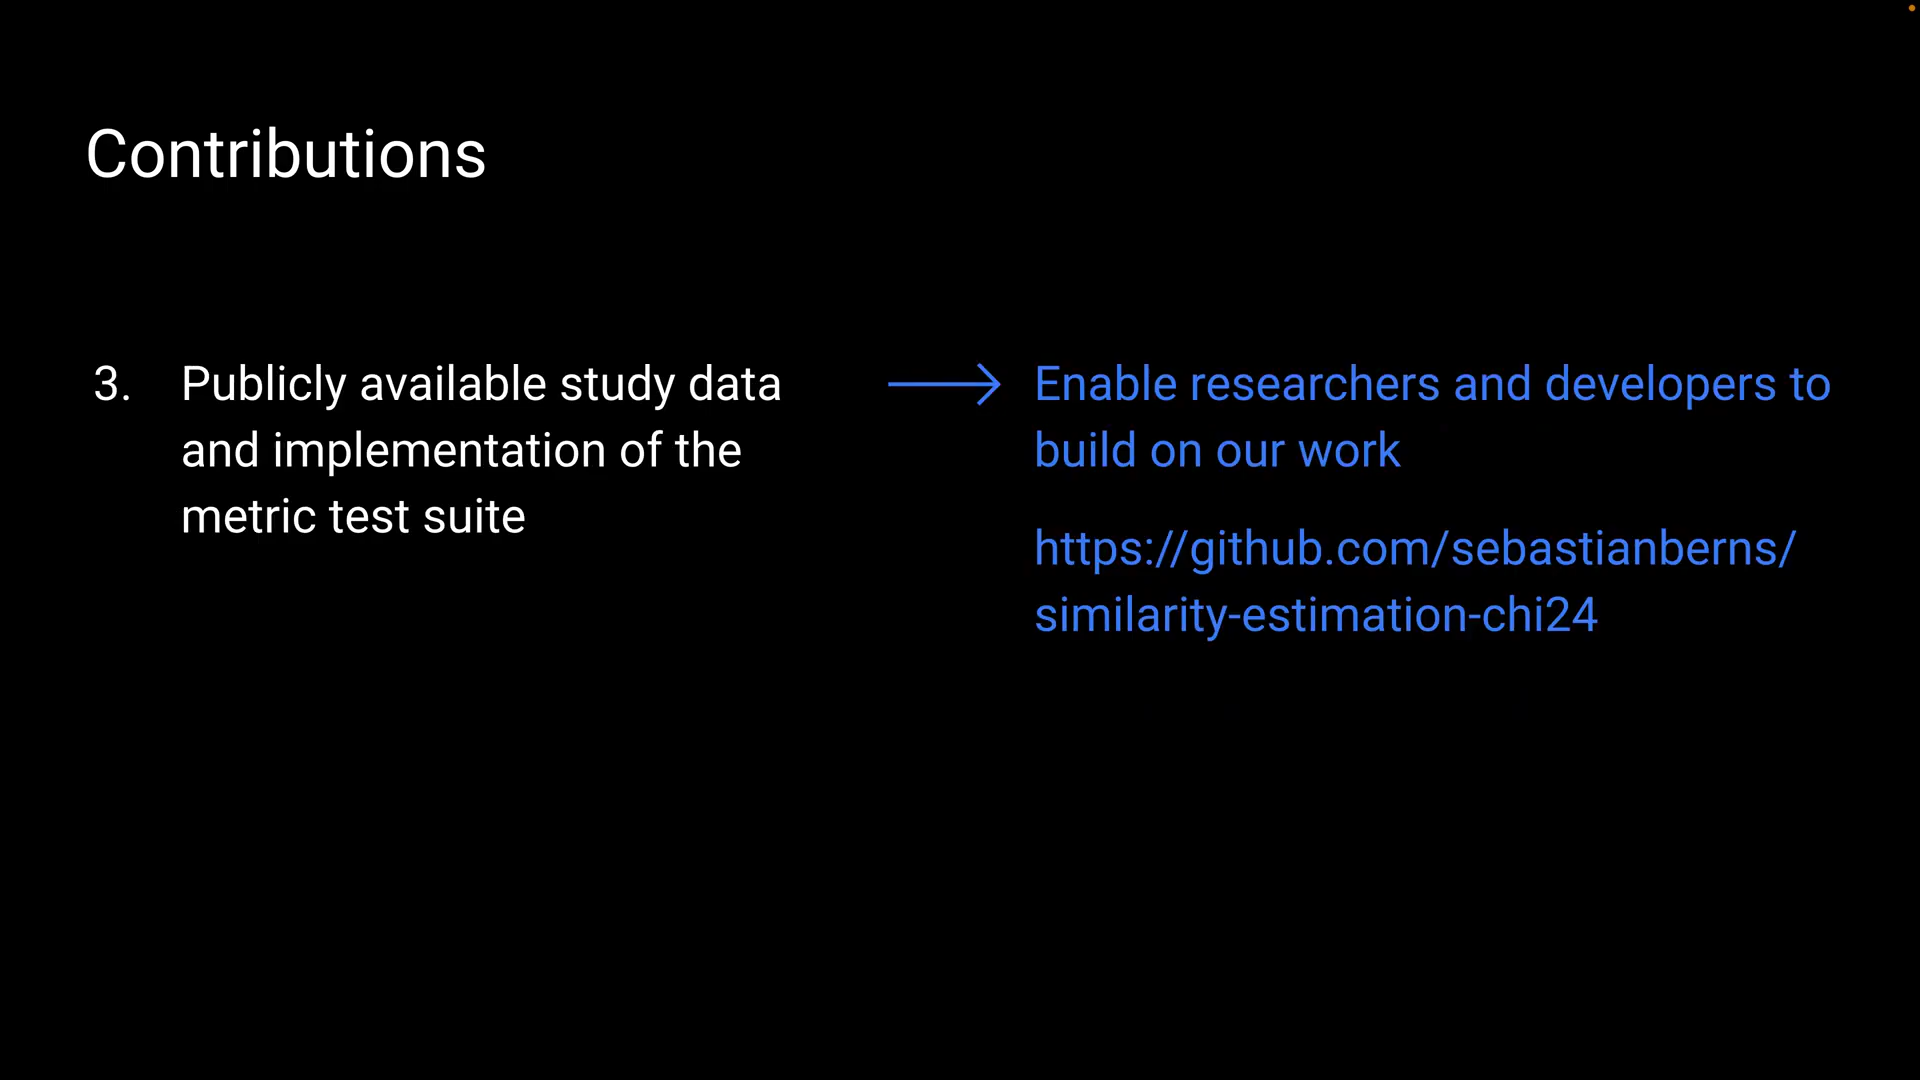 Contributions
3. Publicly available study data
and implementation of the
metric test suite
Enable researchers and developers to
build on our work
https://github.com/sebastianberns/
similarity-estimation-chi24